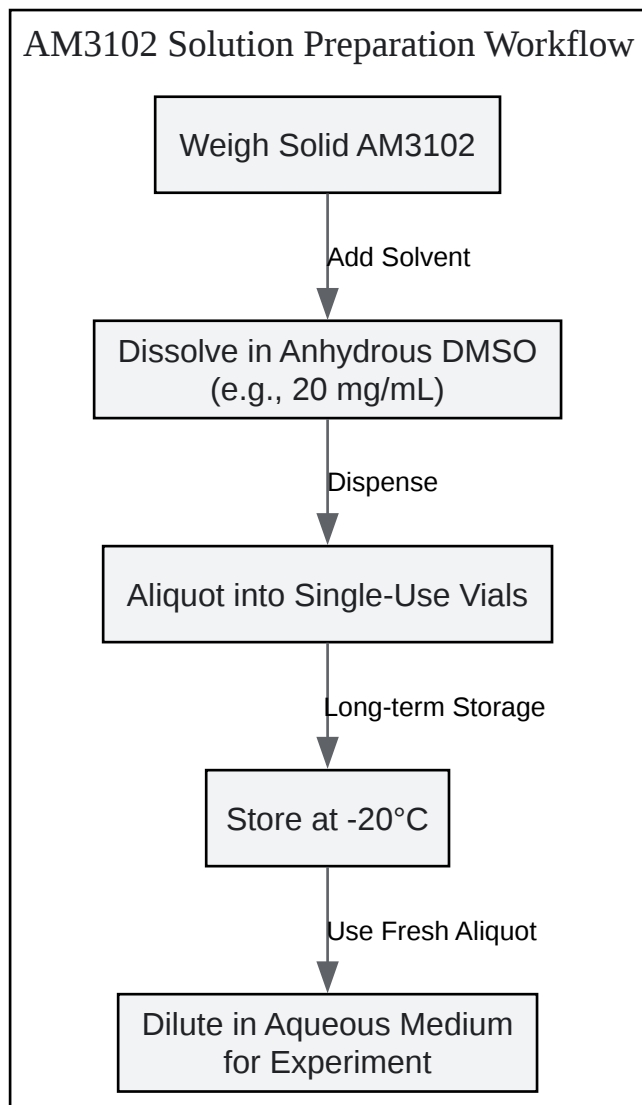 AM3102 Solution Preparation Workflow
Weigh Solid AM3102
Add Solvent
Dissolve in Anhydrous DMSO
(e.g., 20 mg/mL)
Dispense
Aliquot into Single-Use Vials
Long-term Storage
Store at -20°C
Use Fresh Aliquot
Dilute in Aqueous Medium
for Experiment